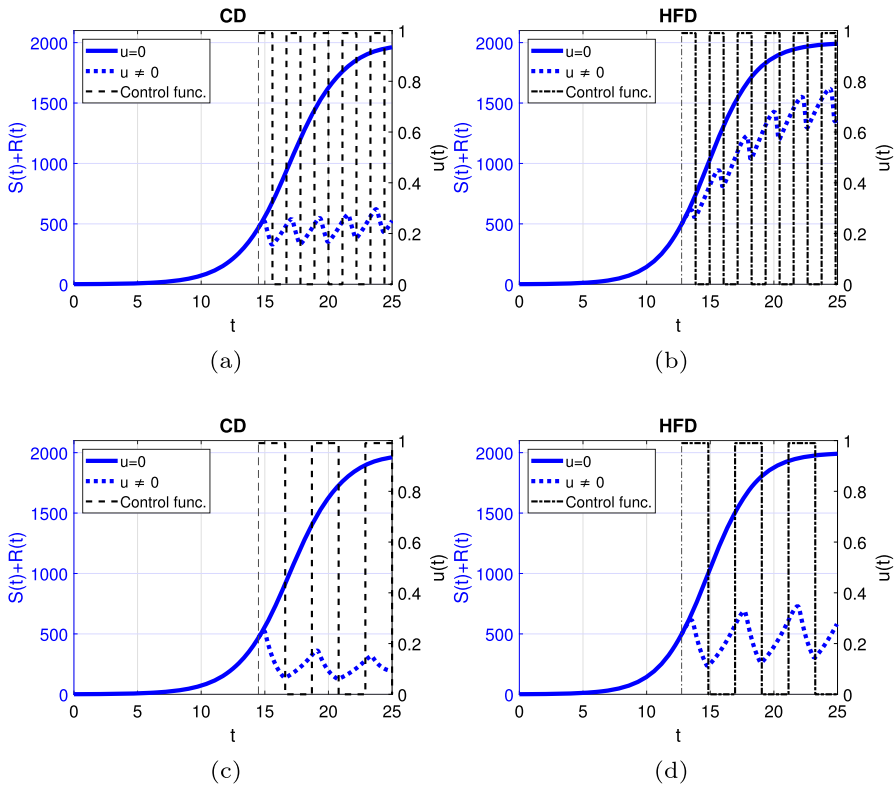 CD
HFD
u=0
u ≠ 0
Control func.
u=0
u ≠ 0
Control func.
S(t)+R(t)
2000
1500
1000
500
0
0 5 10 15 20 25
t
1
0.8
0.6
0.4
0.2
0
u(t)
S(t)+R(t)
2000
1500
1000
500
0
0 5 10 15 20 25
t
1
0.8
0.6
0.4
0.2
0
u(t)
(a)
(b)
CD
HFD
u=0
u ≠ 0
Control func.
u=0
u ≠ 0
Control func.
S(t)+R(t)
2000
1500
1000
500
0
0 5 10 15 20 25
t
1
0.8
0.6
0.4
0.2
0
u(t)
S(t)+R(t)
2000
1500
1000
500
0
0 5 10 15 20 25
t
1
0.8
0.6
0.4
0.2
0
u(t)
(c)
(d)